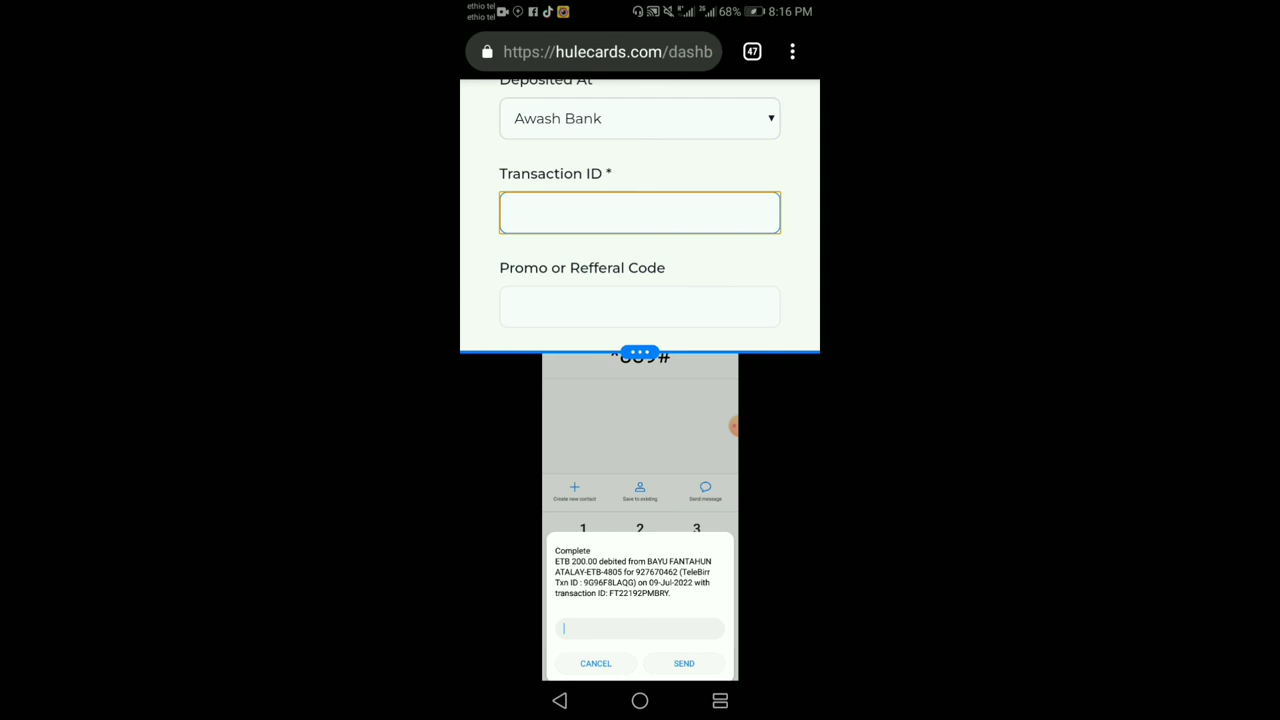 ethio tel
ethio tel
68% 8:16 PM
https://hulecards.com/dashb
47
Deposited At
Awash Bank
Transaction ID *
Promo or Refferal Code
*889#
Create new contact
Save to existing
Send message
1 2 3
Complete
ETB 200.00 debited from BAYU FANTAHUN
ATALAY-ETB-4805 for 927670462 (TeleBirr
Txn ID : 9G96F8LAQG) on 09-Jul-2022 with
transaction ID: FT22192PMBRY.
CANCEL
SEND